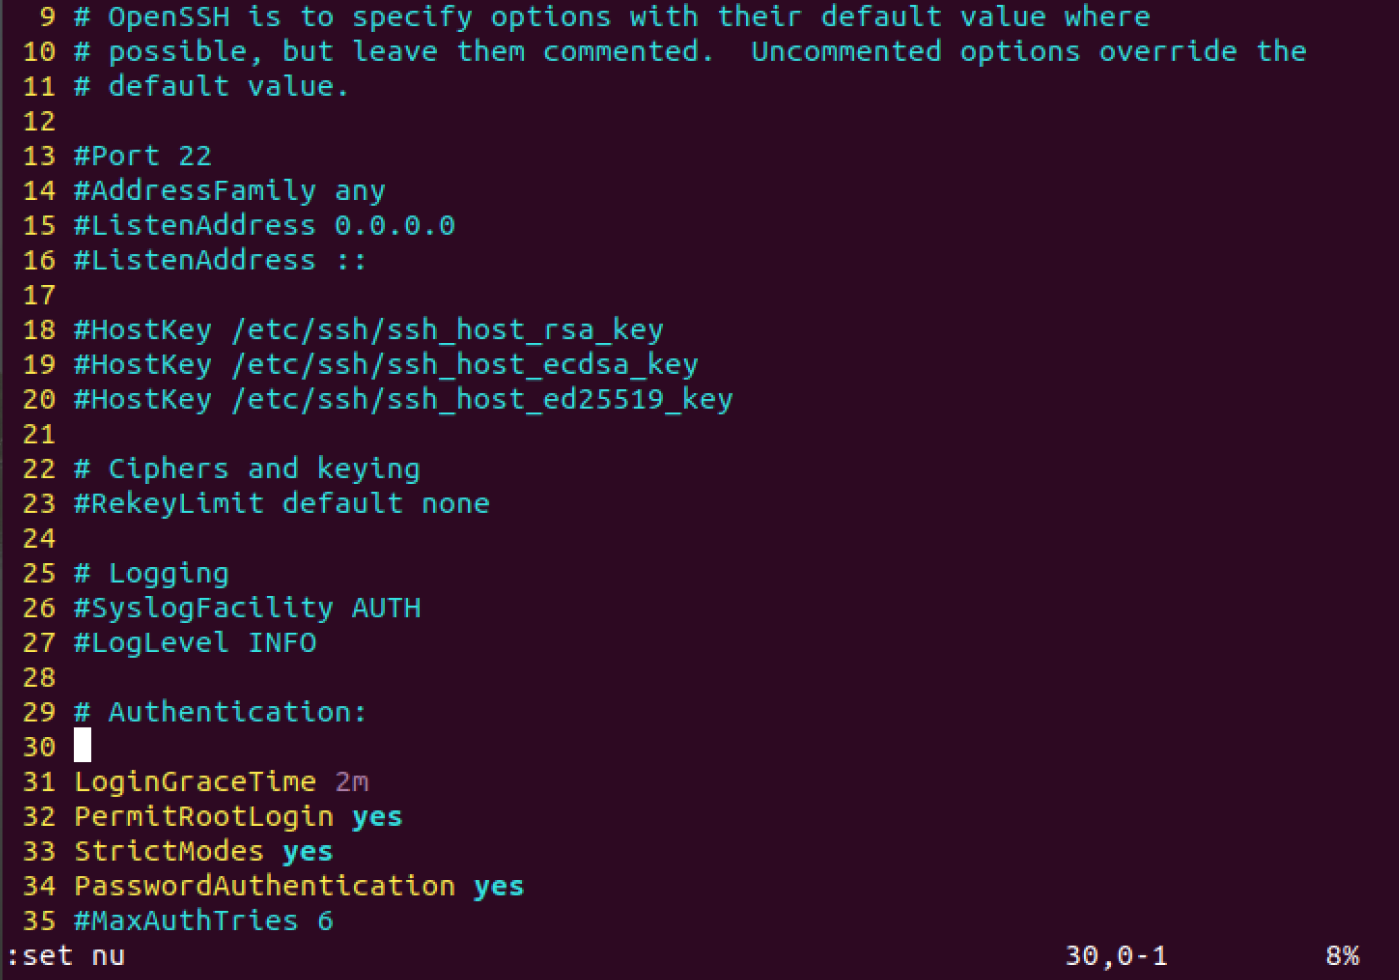 9 # OpenSSH is to specify options with their default value where
10 # possible, but leave them commented.  Uncommented options override the
11 # default value.
12
13 #Port 22
14 #AddressFamily any
15 #ListenAddress 0.0.0.0
16 #ListenAddress ::
17
18 #HostKey /etc/ssh/ssh_host_rsa_key
19 #HostKey /etc/ssh/ssh_host_ecdsa_key
20 #HostKey /etc/ssh/ssh_host_ed25519_key
21
22 # Ciphers and keying
23 #RekeyLimit default none
24
25 # Logging
26 #SyslogFacility AUTH
27 #LogLevel INFO
28
29 # Authentication:
30
31 LoginGraceTime 2m
32 PermitRootLogin yes
33 StrictModes yes
34 PasswordAuthentication yes
35 #MaxAuthTries 6
:set nu 30,0-1 8%